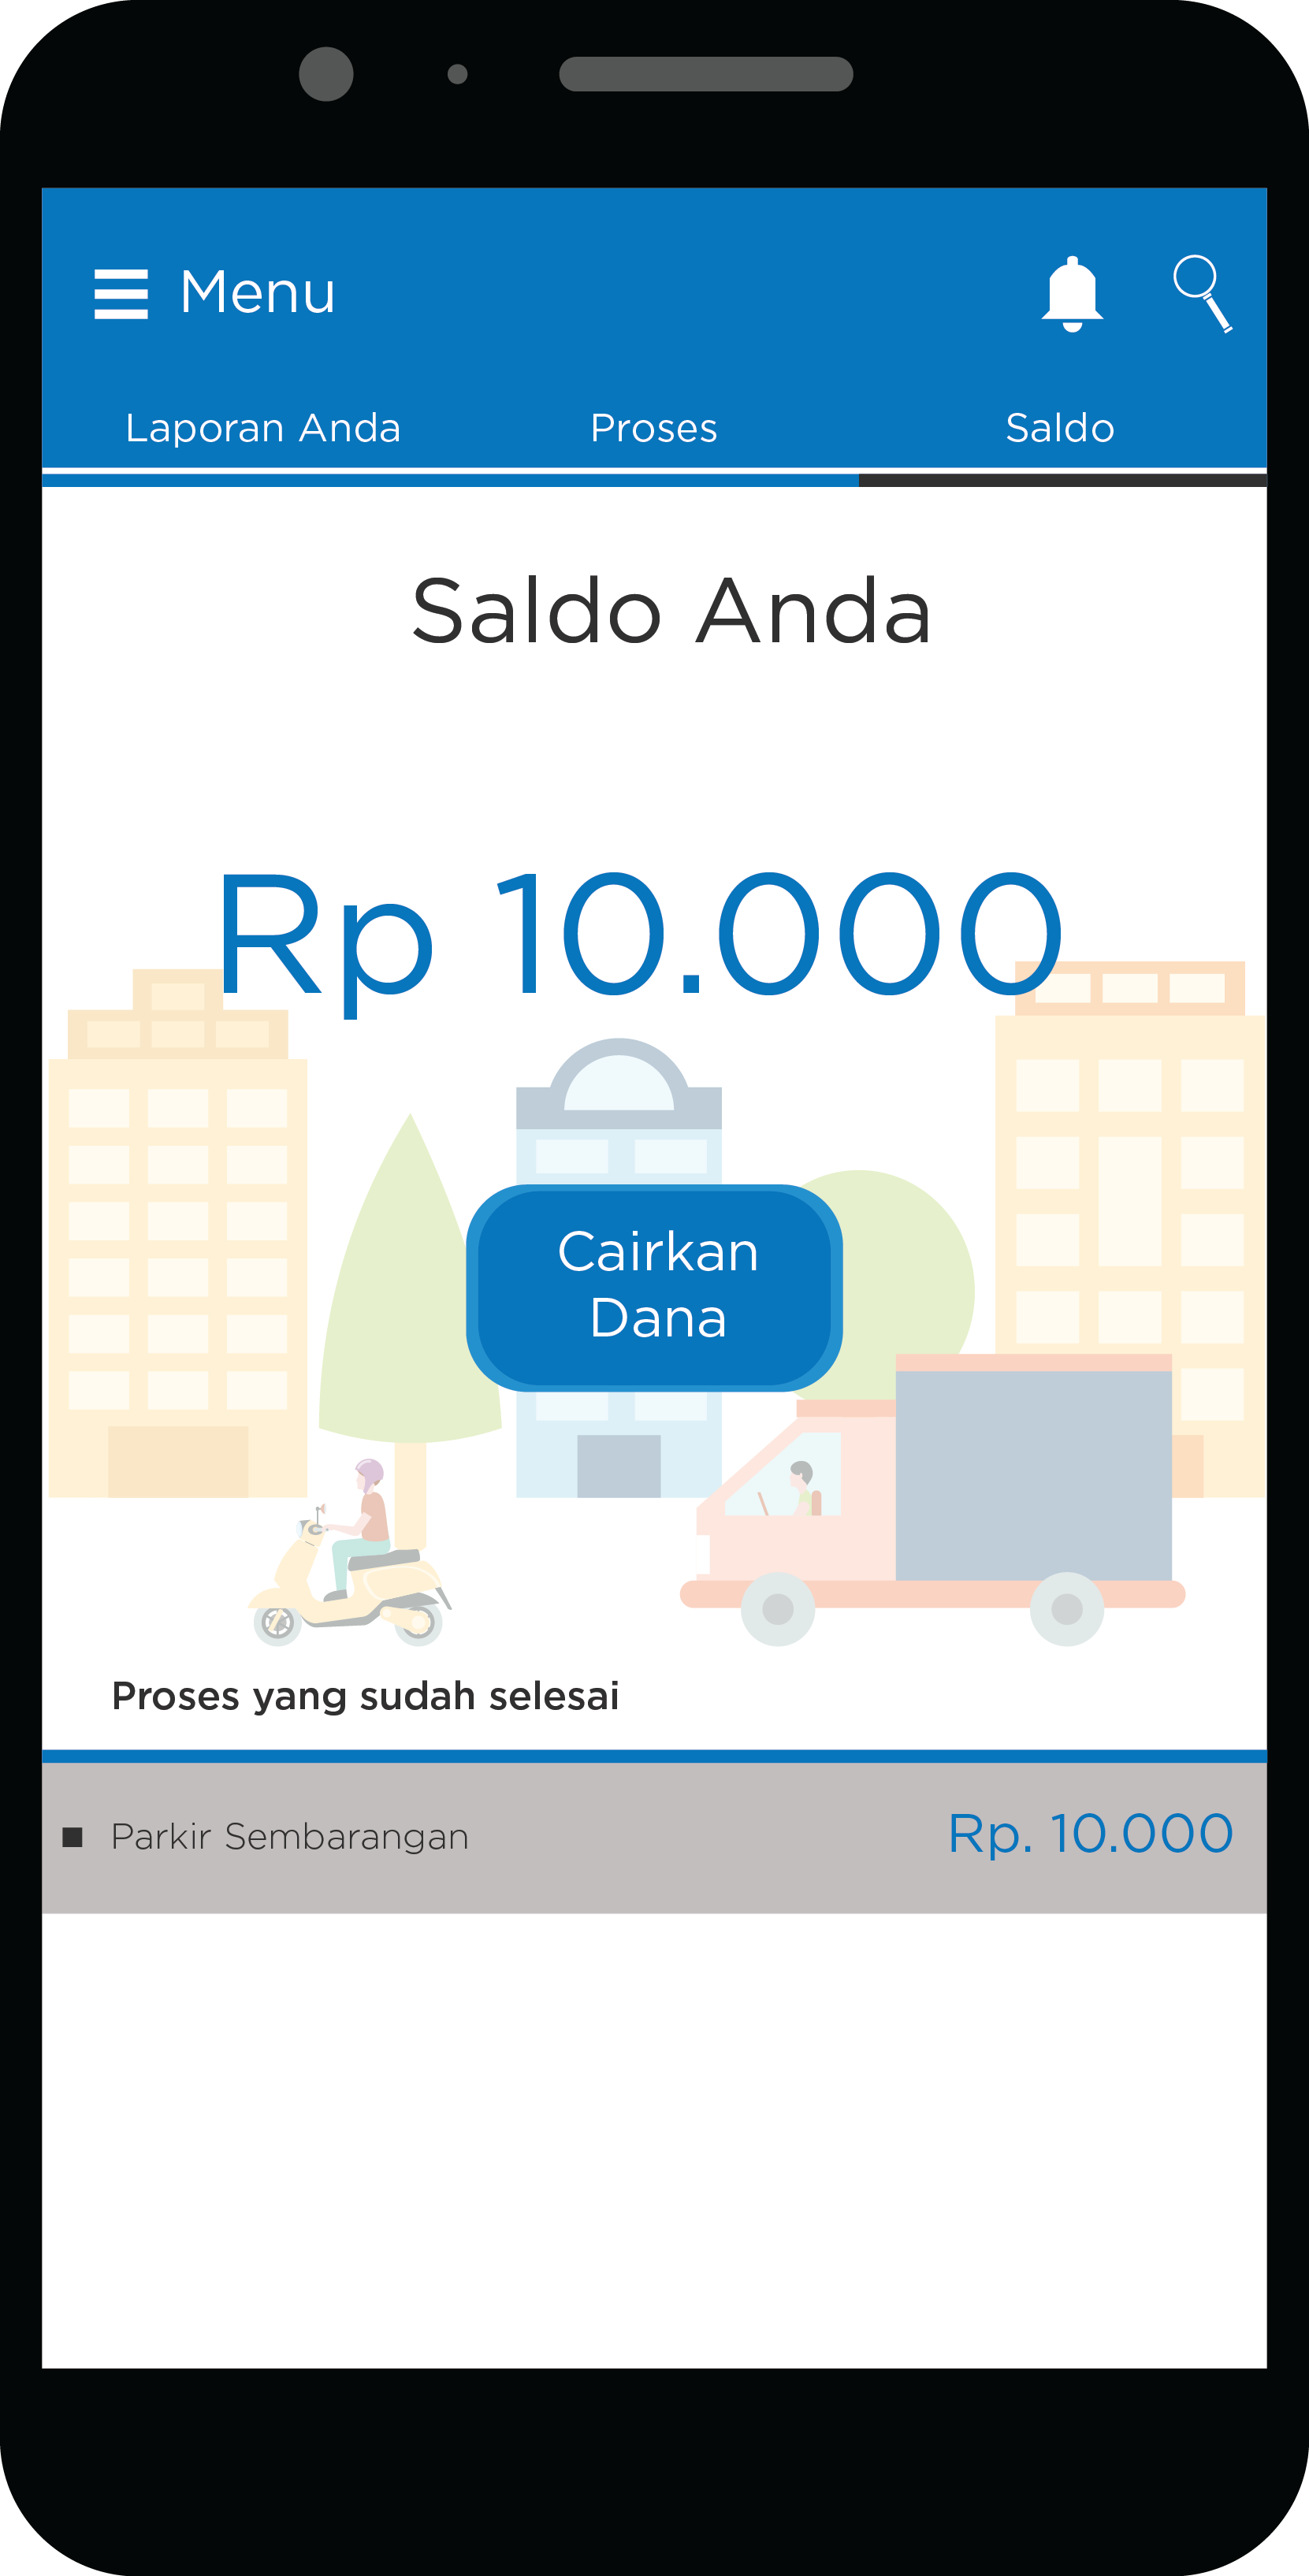 Menu
Laporan Anda Proses Saldo
Saldo Anda
Rp 10.000
Cairkan
Dana
Proses yang sudah selesai
Parkir Sembarangan Rp. 10.000